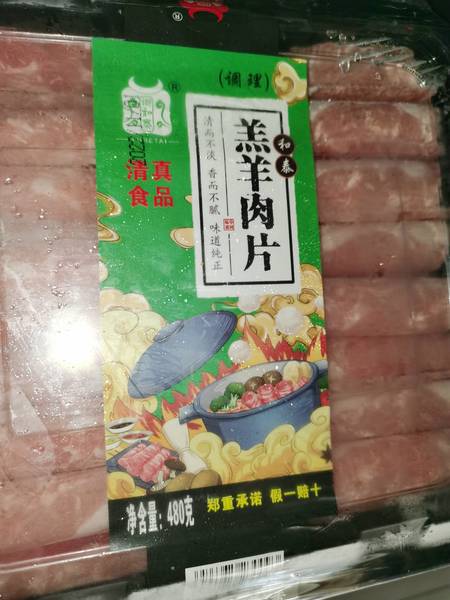 (调理)
和泰
羔羊肉片
清而不淡 香而不腻 味道纯正
清真
食品
净含量: 480克
郑重承诺 假一赔十